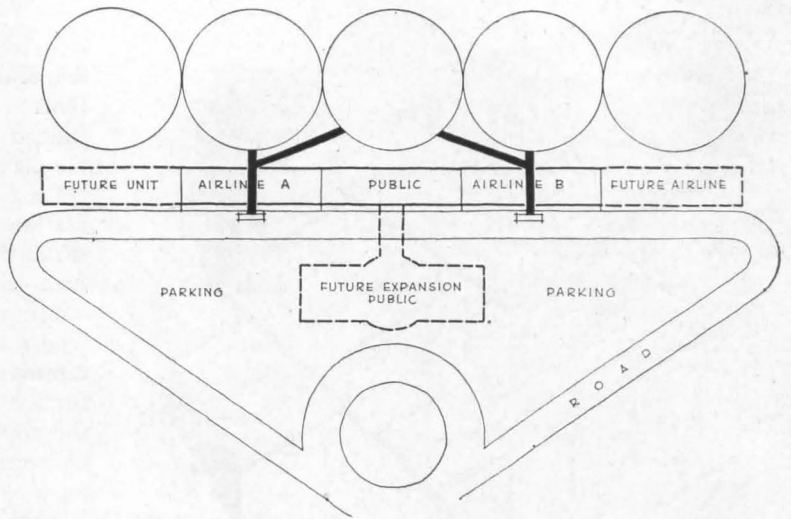 FUTURE UNIT
AIRLINE A
PUBLIC
AIRLINE B
FUTURE AIRLINE
PARKING
FUTURE EXPANSION
PUBLIC
PARKING
ROAD